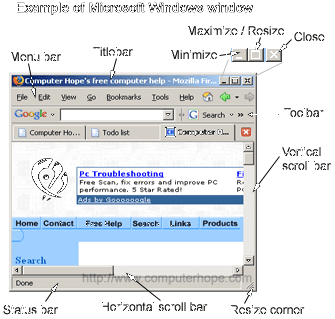 Example of Microsoft Windows window
Maximize / Resize
Menu bar
Titlebar
Minimize
Close
Computer Hope's free computer help - Mozilla Fir...
File Edit View Go Bookmarks Tools Help
Google Search » »
Toolbar
Computer Ho... Todo list Computer
Vertical
scroll bar
Pc Troubleshooting
Free Scan, fix errors and improve PC
performance. 5 Star Rated!
Ads by Goooooogle
Fi
Home Contact Free Help Search Links Products
Search
http://www.computerhope.com
Done
Status bar
Horizontal scroll bar
Resize corner